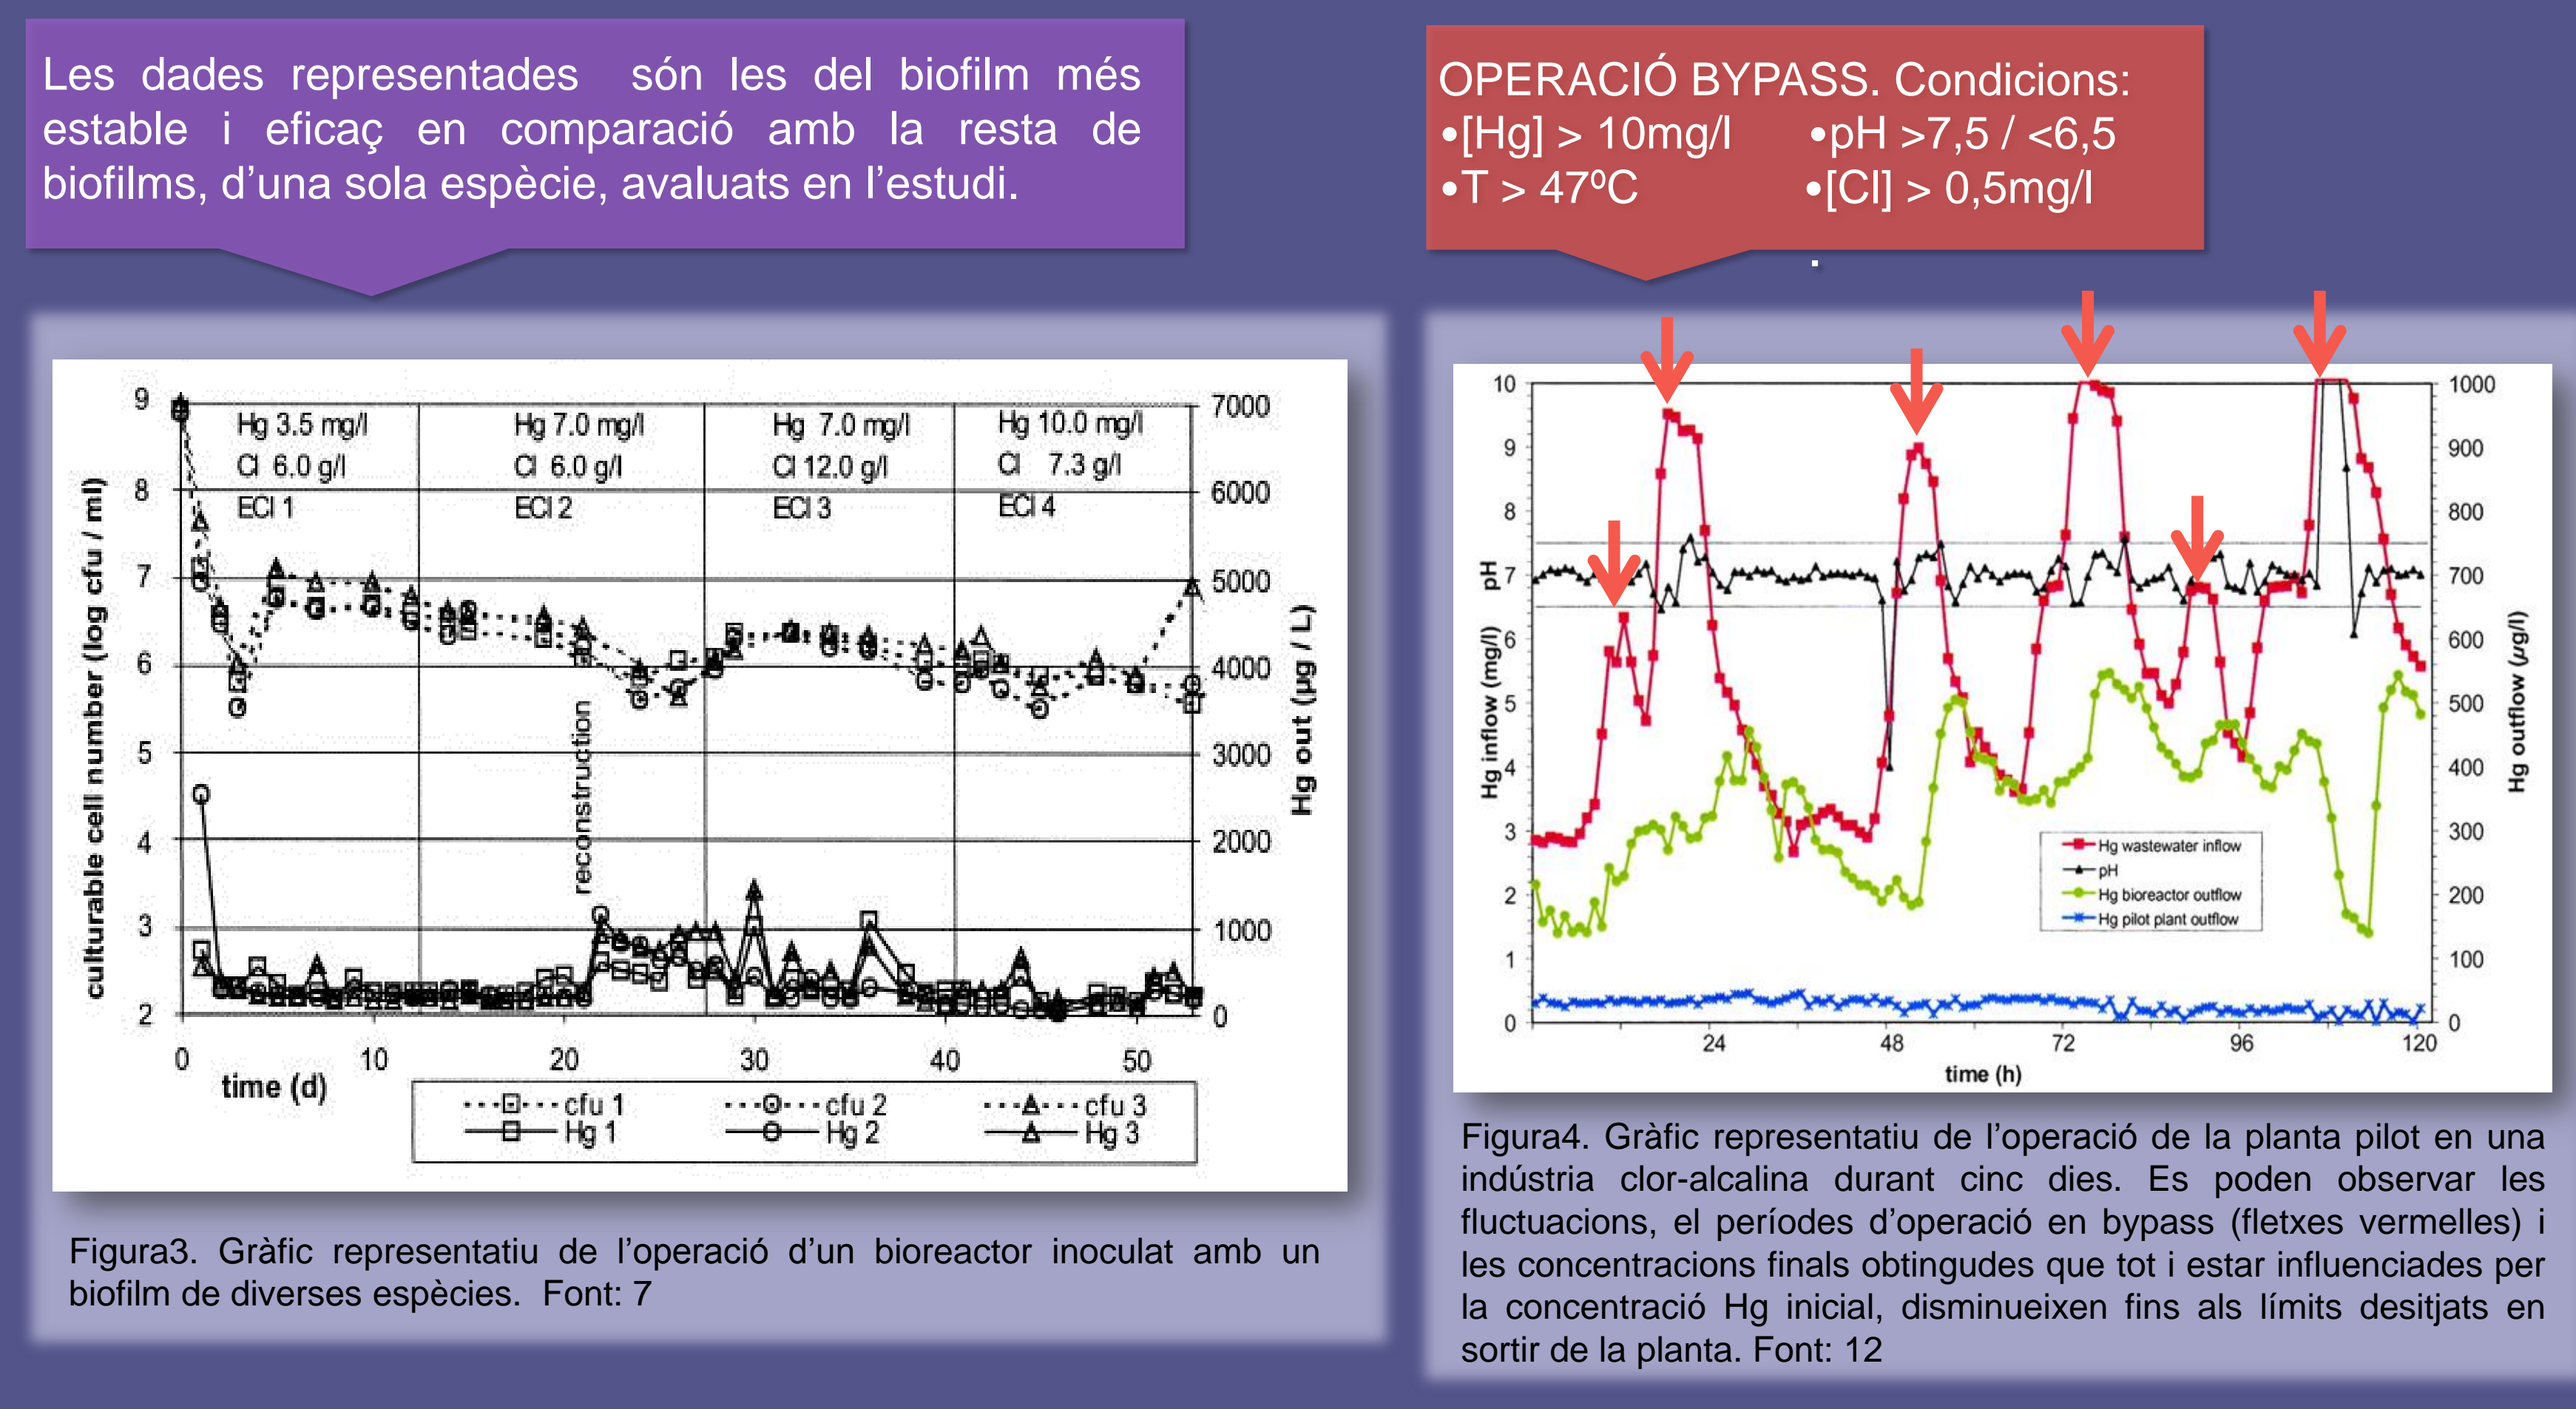 Les dades representades són les del biofilm més
estable i eficaç en comparació amb la resta de
biofilms, d’una sola espècie, avaluats en l’estudi.
OPERACIÓ BYPASS. Condicions:
•[Hg] > 10mg/l •pH >7,5 / <6,5
•T > 47ºC •[Cl] > 0,5mg/l
.
culturable cell number (log cfu / ml)
9
8
7
6
5
4
3
2
Hg 3.5 mg/l
Cl 6.0 g/l
ECl 1
Hg 7.0 mg/l
Cl 6.0 g/l
ECl 2
Hg 7.0 mg/l
Cl 12.0 g/l
ECl 3
Hg 10.0 mg/l
Cl 7.3 g/l
ECl 4
reconstruction
7000
6000
5000
4000
3000
2000
1000
0
Hg out (µg / L)
0 10 20 30 40 50
time (d)
cfu 1 cfu 2 cfu 3
Hg 1 Hg 2 Hg 3
Figura3. Gràfic representatiu de l’operació d’un bioreactor inoculat amb un
biofilm de diverses espècies. Font: 7
Hg inflow (mg/l) pH
10
9
8
7
6
5
4
3
2
1
0
1000
900
800
700
600
500
400
300
200
100
0
Hg outflow (µg/l)
Hg wastewater inflow
pH
Hg bioreactor outflow
Hg pilot plant outflow
24 48 72 96 120
time (h)
Figura4. Gràfic representatiu de l’operació de la planta pilot en una
indústria clor-alcalina durant cinc dies. Es poden observar les
fluctuacions, el períodes d’operació en bypass (fletxes vermelles) i
les concentracions finals obtingudes que tot i estar influenciades per
la concentració Hg inicial, disminueixen fins als límits desitjats en
sortir de la planta. Font: 12